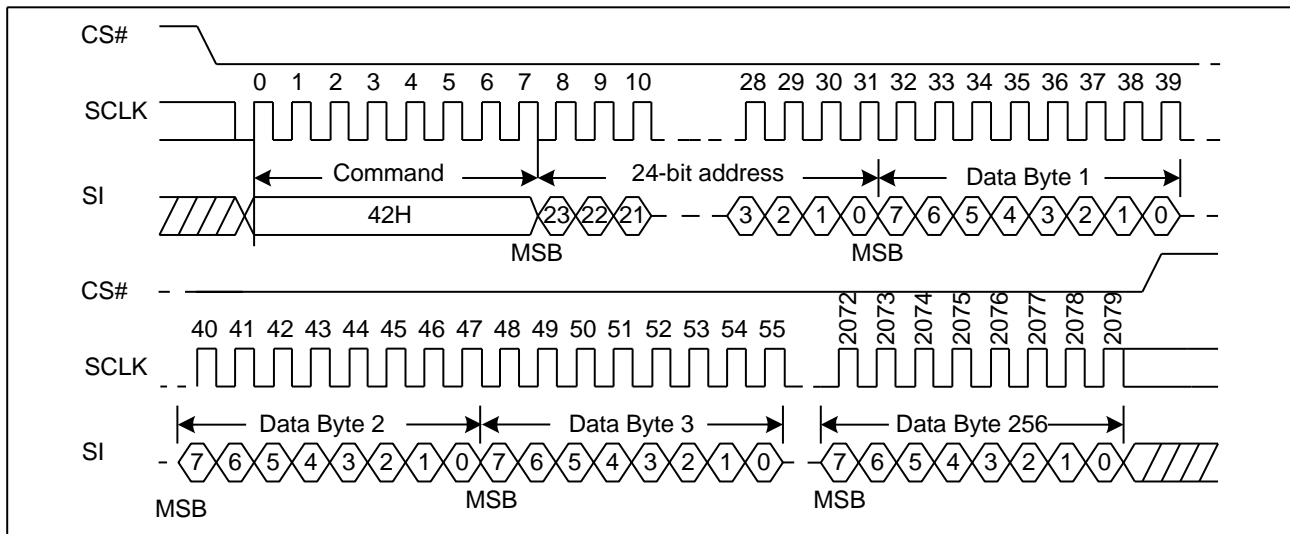 CS#
0 1 2 3 4 5 6 7 8 9 10 28 29 30 31 32 33 34 35 36 37 38 39
SCLK
Command 24-bit address Data Byte 1
SI
42H 23 22 21 3 2 1 0 7 6 5 4 3 2 1 0
MSB MSB
CS#
40 41 42 43 44 45 46 47 48 49 50 51 52 53 54 55 2072 2073 2074 2075 2076 2077 2078 2079
SCLK
Data Byte 2 Data Byte 3 Data Byte 256
SI
7 6 5 4 3 2 1 0 7 6 5 4 3 2 1 0 7 6 5 4 3 2 1 0
MSB MSB MSB